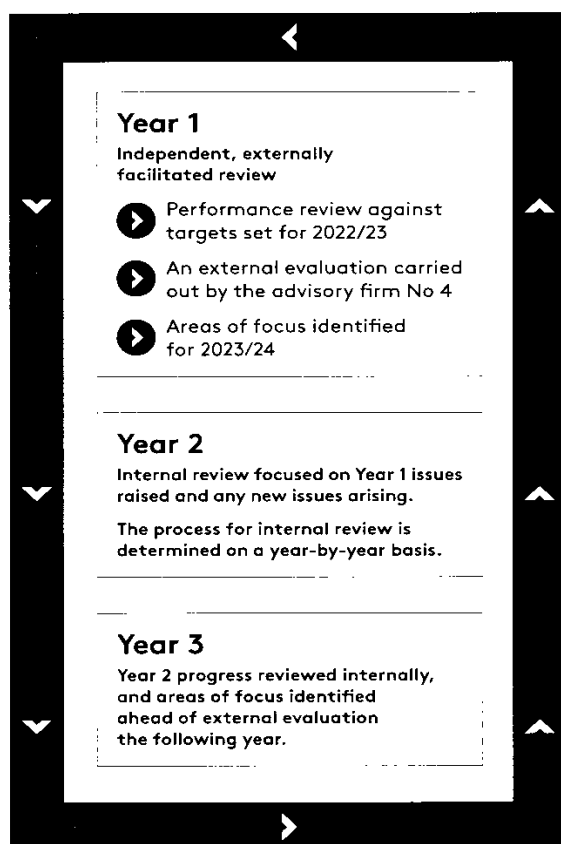 Year 1
Independent, externally
facilitated review
Performance review against
targets set for 2022/23
An external evaluation carried
out by the advisory firm No 4
Areas of focus identified
for 2023/24
Year 2
Internal review focused on Year 1 issues
raised and any new issues arising.
The process for internal review is
determined on a year-by-year basis.
Year 3
Year 2 progress reviewed internally,
and areas of focus identified
ahead of external evaluation
the following year.